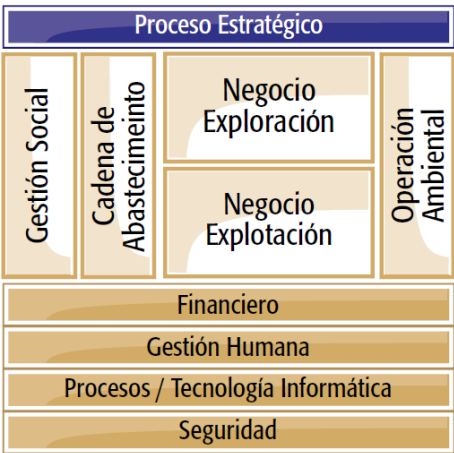 Proceso Estratégico
Gestión Social
Cadena de
Abastecimeinto
Negocio
Exploración
Negocio
Explotación
Operación
Ambiental
Financiero
Gestión Humana
Procesos / Tecnología Informática
Seguridad